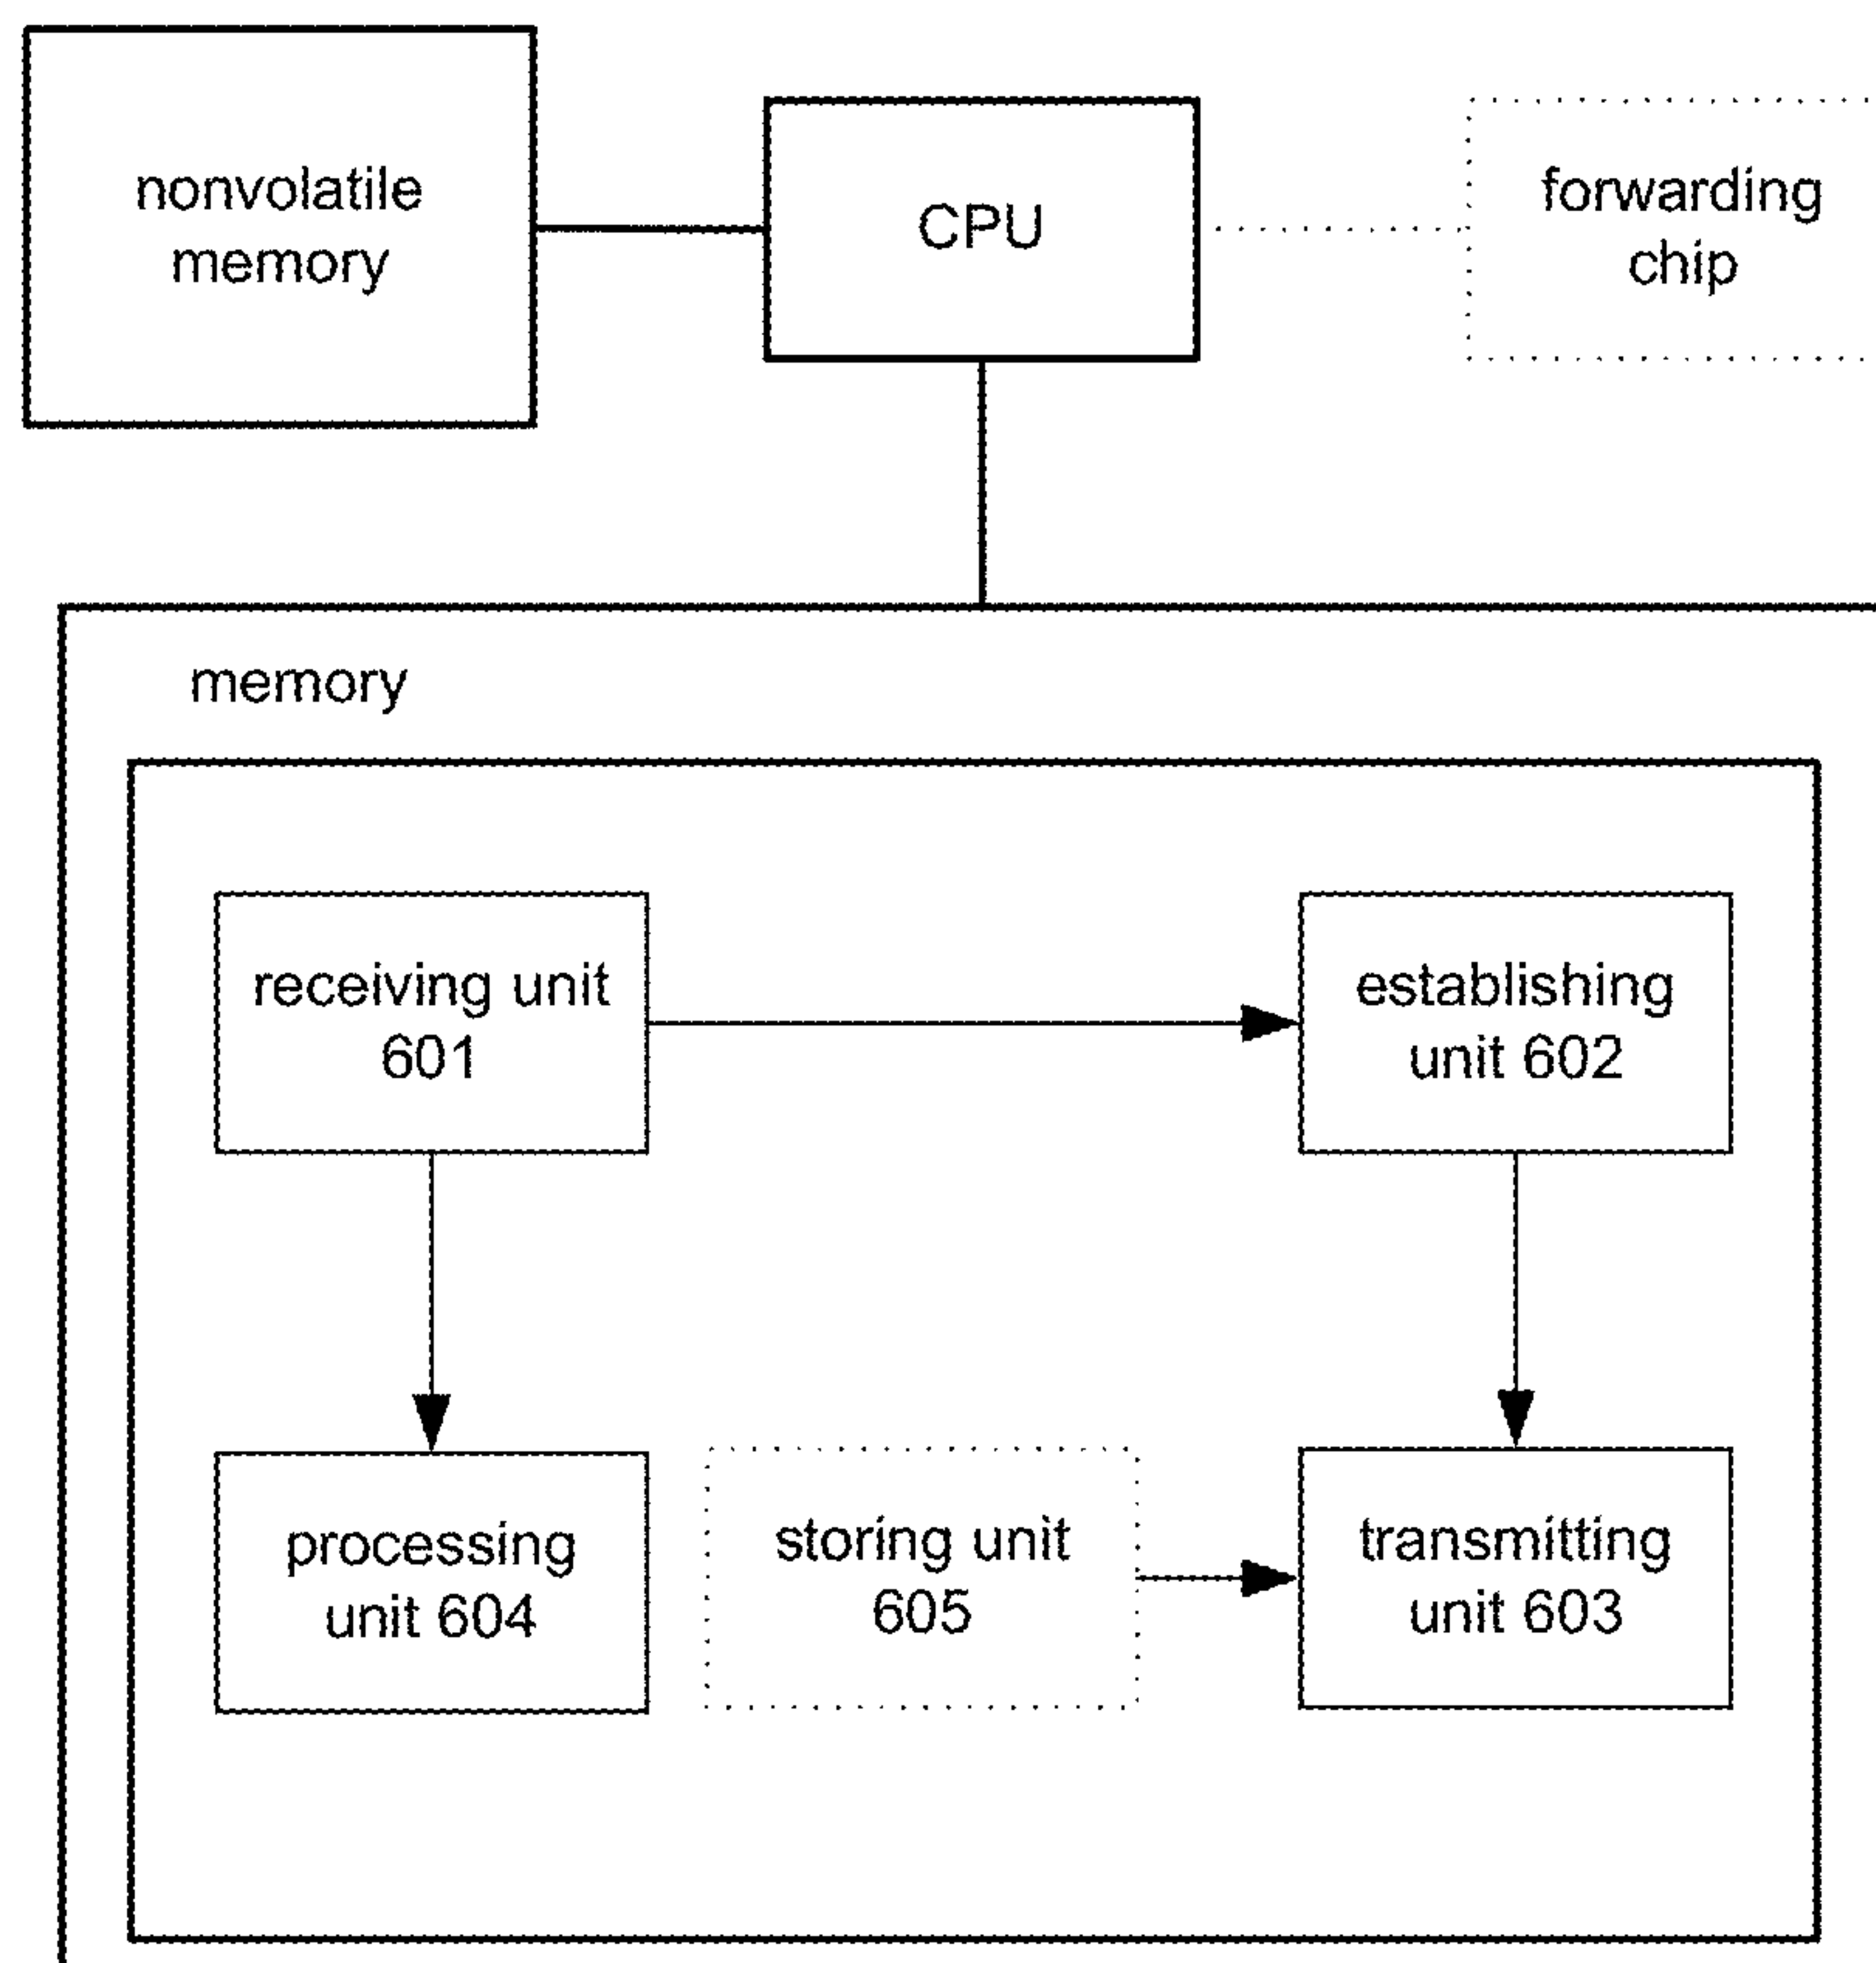 nonvolatile
memory
CPU
forwarding
chip
memory
receiving unit
601
establishing
unit 602
processing
unit 604
storing unit
605
transmitting
unit 603